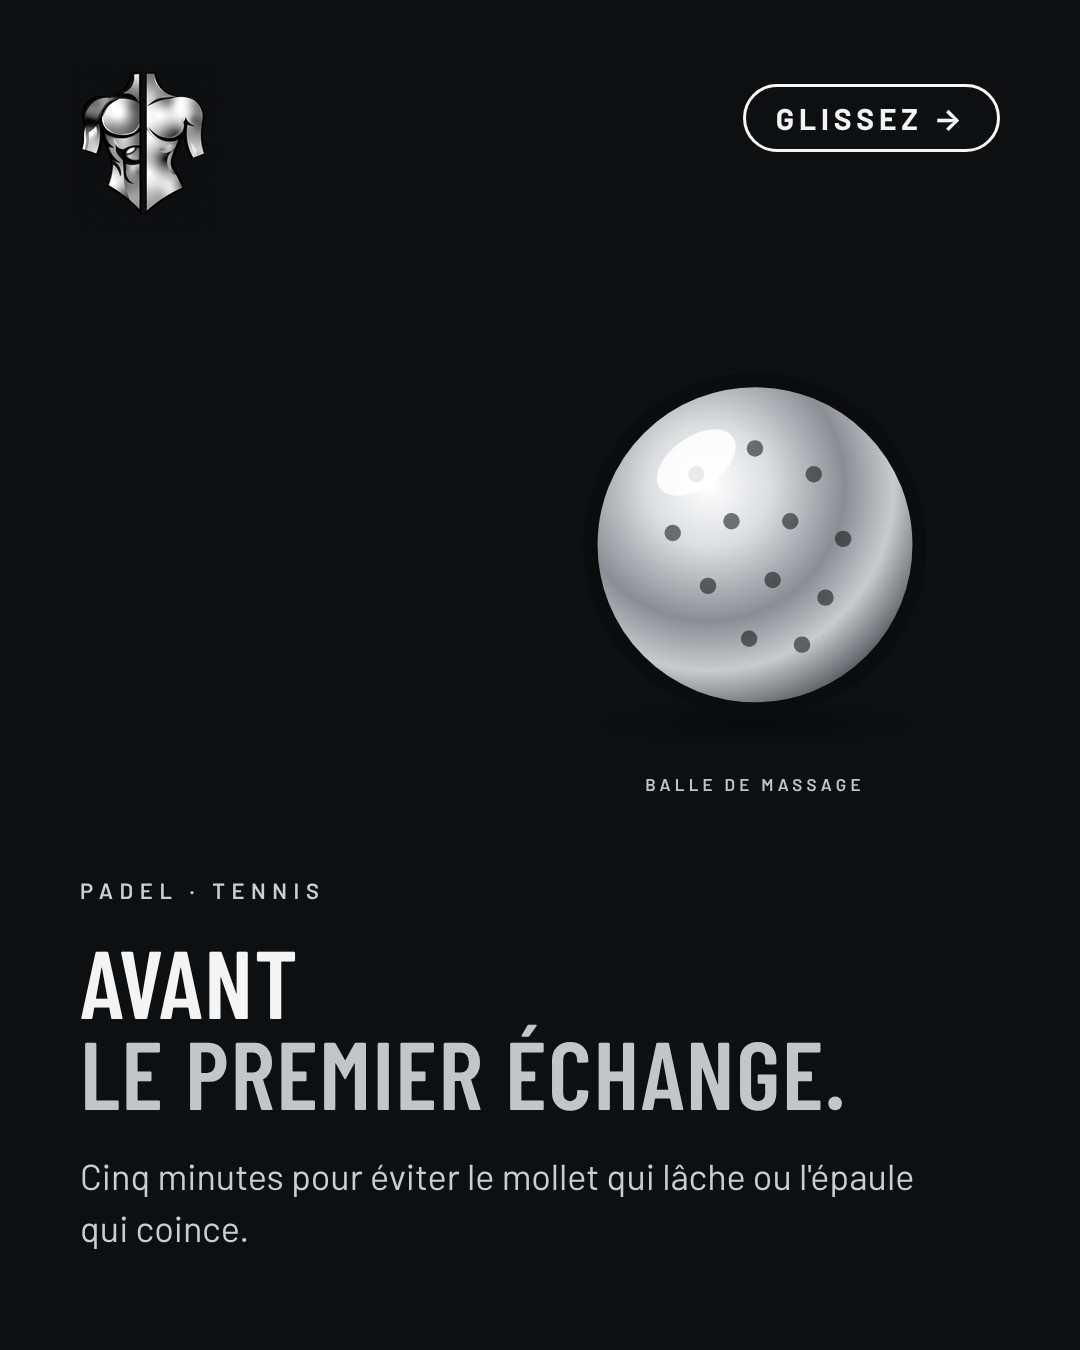 GLISSEZ →
BALLE DE MASSAGE
PADEL · TENNIS
AVANT
LE PREMIER ÉCHANGE.
Cinq minutes pour éviter le mollet qui lâche ou l'épaule
qui coince.